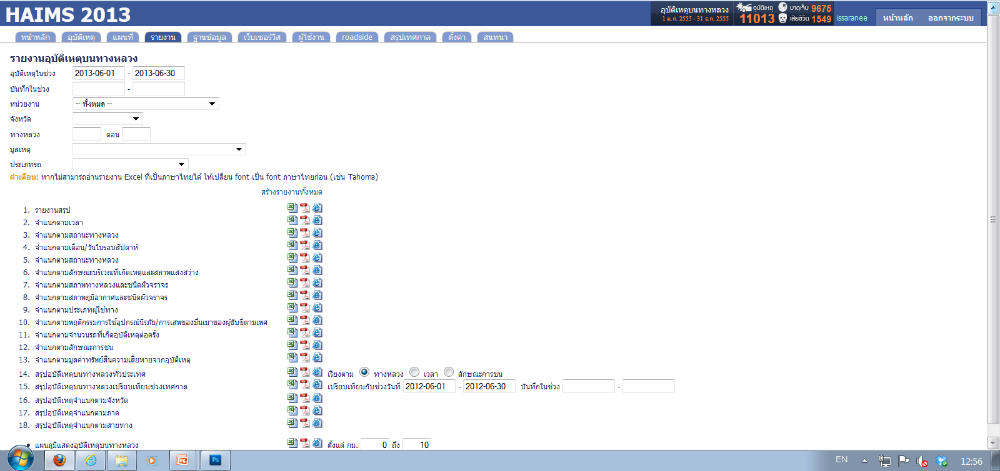 HAIMS 2013
อุบัติเหตุบนทางหลวง
1 ม.ค. 2555 - 31 ธ.ค. 2555
อุบัติเหตุ 11013
บาดเจ็บ 9675
เสียชีวิต 1549
issaranee
หน้าหลัก ออกจากระบบ
หน้าหลัก อุบัติเหตุ แผนที่ รายงาน ฐานข้อมูล เว็บเซอร์วิส ผู้ใช้งาน roadside สรุปเทศกาล ตั้งค่า สนทนา
รายงานอุบัติเหตุบนทางหลวง
อุบัติเหตุในช่วง 2013-06-01 - 2013-06-30
บันทึกในช่วง -
หน่วยงาน -- ทั้งหมด --
จังหวัด
ทางหลวง ตอน
มูลเหตุ
ประเภทรถ
คำเตือน: หากไม่สามารถอ่านรายงาน Excel ที่เป็นภาษาไทยได้ ให้เปลี่ยน font เป็น font ภาษาไทยก่อน (เช่น Tahoma)
สร้างรายงานทั้งหมด
1. รายงานสรุป
2. จำแนกตามเวลา
3. จำแนกตามสถานะทางหลวง
4. จำแนกตามเดือน/วันในรอบสัปดาห์
5. จำแนกตามสถานะทางหลวง
6. จำแนกตามลักษณะบริเวณที่เกิดเหตุและสภาพแสงสว่าง
7. จำแนกตามสภาพทางหลวงและชนิดผิวจราจร
8. จำแนกตามสภาพภูมิอากาศและชนิดผิวจราจร
9. จำแนกตามประเภทผู้ใช้ทาง
10. จำแนกตามพฤติกรรมการใช้อุปกรณ์นิรภัย/การเสพของมึนเมาของผู้ขับขี่ตามเพศ
11. จำแนกตามจำนวนรถที่เกิดอุบัติเหตุต่อครั้ง
12. จำแนกตามลักษณะการชน
13. จำแนกตามมูลค่าทรัพย์สินความเสียหายจากอุบัติเหตุ
14. สรุปอุบัติเหตุบนทางหลวงทั่วประเทศ เรียงตาม ทางหลวง เวลา ลักษณะการชน
15. สรุปอุบัติเหตุบนทางหลวงเปรียบเทียบช่วงเทศกาล เปรียบเทียบกับช่วงวันที่ 2012-06-01 - 2012-06-30 บันทึกในช่วง -
16. สรุปอุบัติเหตุจำแนกตามจังหวัด
17. สรุปอุบัติเหตุจำแนกตามภาค
18. สรุปอุบัติเหตุจำแนกตามสายทาง
• แผนภูมิแสดงอุบัติเหตุบนทางหลวง ตั้งแต่ กม. 0 ถึง 10
Ps EN 12:56